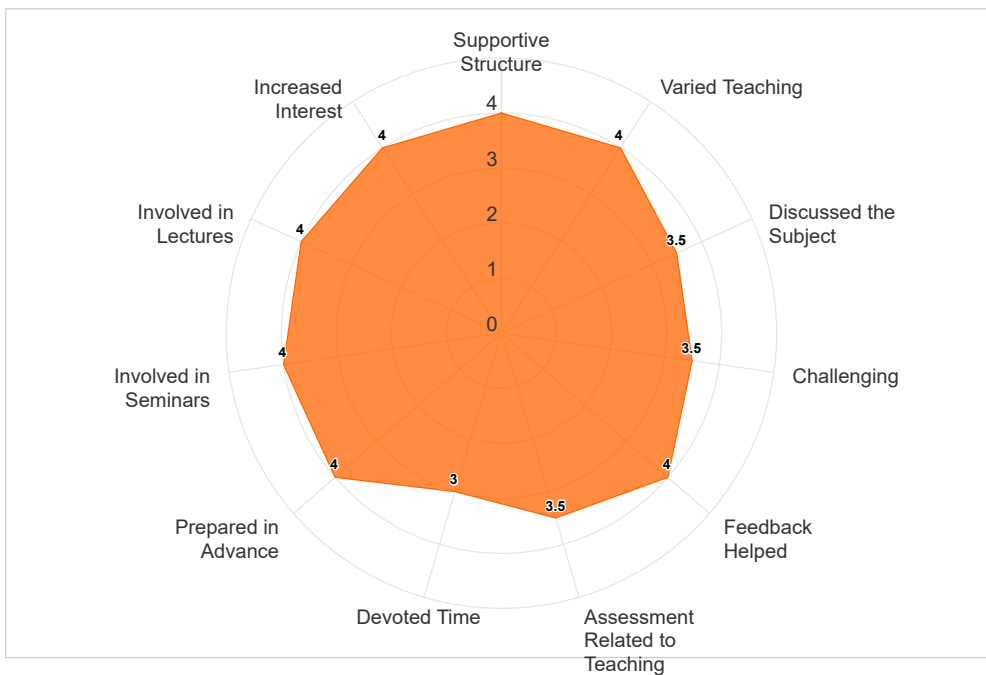 Supportive
Structure
Increased
Interest
Varied Teaching
4
4
4
3
Involved in
Lectures
4
Discussed the
Subject
3.5
2
1
0
Involved in
Seminars
4
3.5
Challenging
4
3
4
3.5
Prepared in
Advance
Feedback
Helped
Devoted Time
Assessment
Related to
Teaching